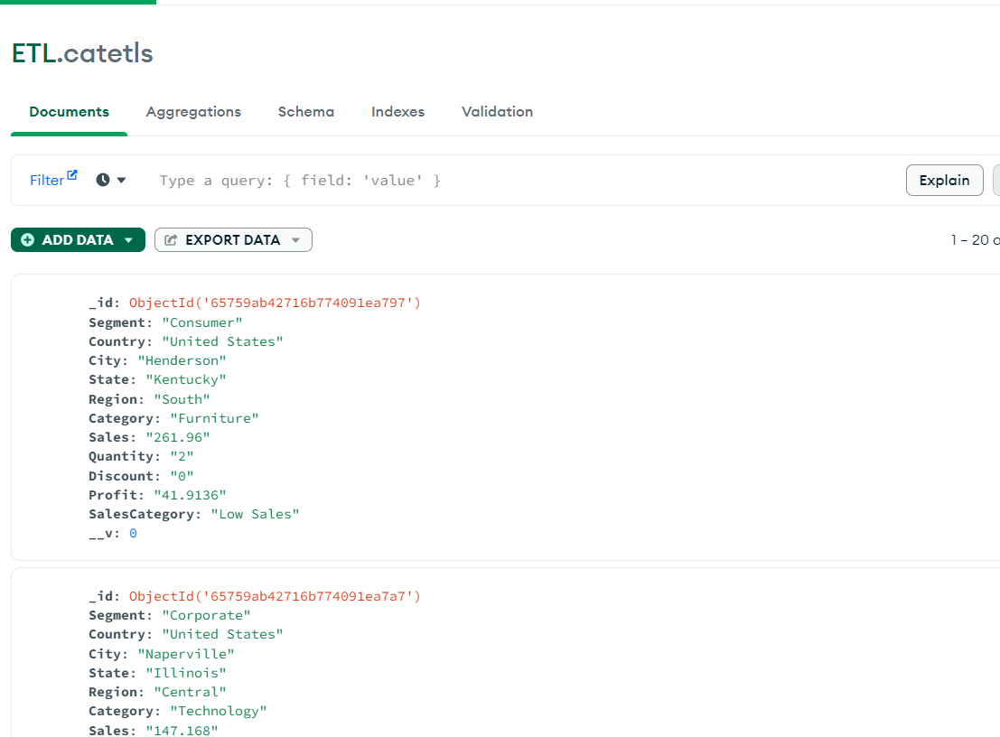 ETL.catetls
Documents Aggregations Schema Indexes Validation
Filter Type a query: { field: 'value' } Explain
ADD DATA EXPORT DATA 1 – 20 o
_id: ObjectId('65759ab42716b774091ea797')
Segment: "Consumer"
Country: "United States"
City: "Henderson"
State: "Kentucky"
Region: "South"
Category: "Furniture"
Sales: "261.96"
Quantity: "2"
Discount: "0"
Profit: "41.9136"
SalesCategory: "Low Sales"
__v: 0
_id: ObjectId('65759ab42716b774091ea7a7')
Segment: "Corporate"
Country: "United States"
City: "Naperville"
State: "Illinois"
Region: "Central"
Category: "Technology"
Sales: "147.168"